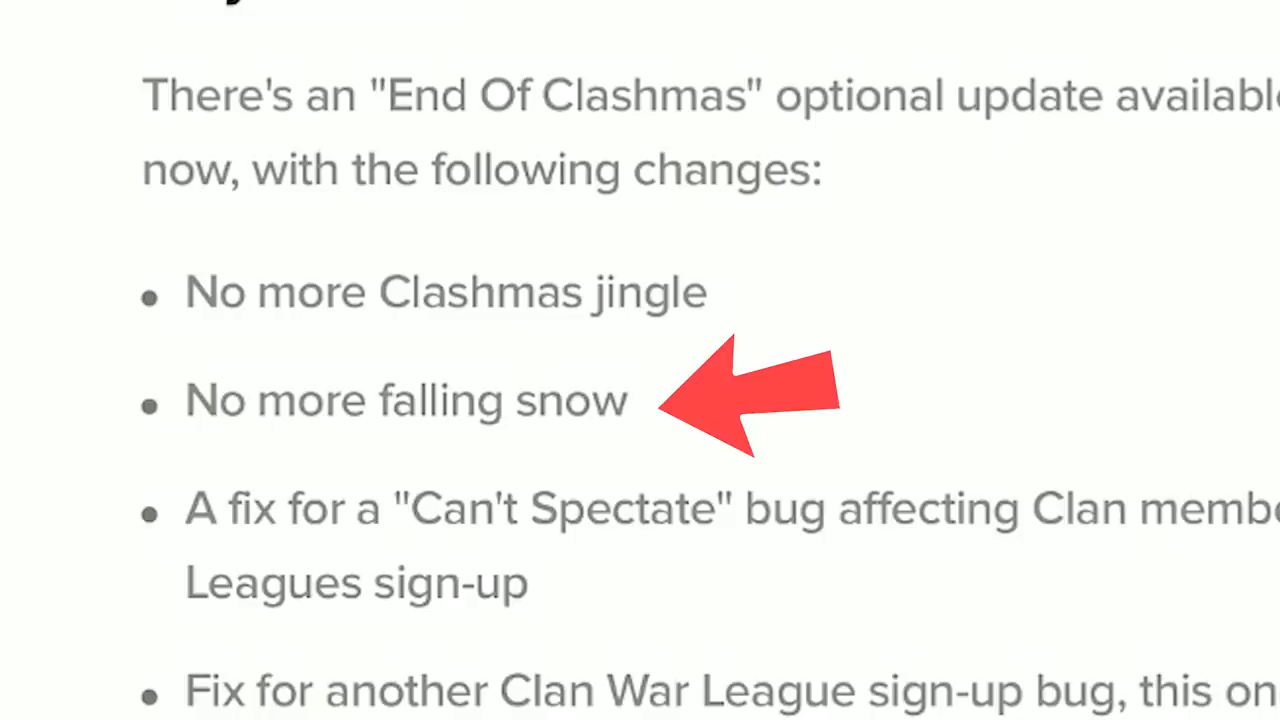 There's an "End Of Clashmas" optional update available
now, with the following changes:
• No more Clashmas jingle
• No more falling snow
• A fix for a "Can't Spectate" bug affecting Clan
Leagues sign-up
• Fix for another Clan War League sign-up bug, this